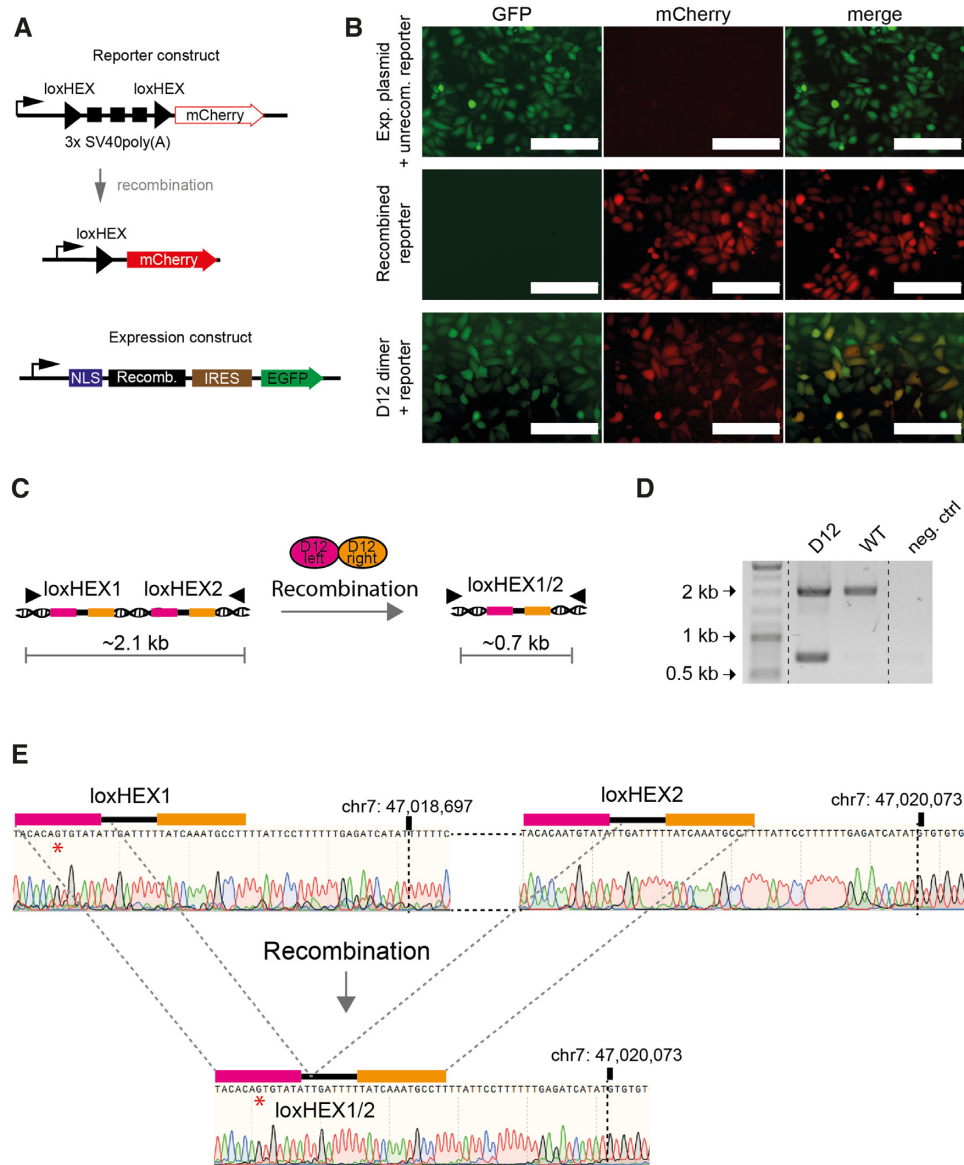 A
Reporter construct
loxHEX loxHEX
mCherry
3x SV40poly(A)
recombination
loxHEX
mCherry
Expression construct
NLS Recomb. IRES EGFP
B
GFP mCherry merge
Exp. plasmid
+ unrecom. reporter
Recombined
reporter
D12 dimer
+ reporter
C
D12 left D12 right
loxHEX1 loxHEX2 Recombination loxHEX1/2
~2.1 kb ~0.7 kb
D
D12 WT neg. ctrl
2 kb
1 kb
0.5 kb
E
loxHEX1 chr7: 47,018,697 loxHEX2 chr7: 47,020,073
TACACAGTGTATATTGATTTTTATCAAATGCCTTTTATTCCTTTTTTGAGATCATATTTTTTC TACACAATGTATATTGATTTTTATCAAATGCCTTTTATTCCTTTTTTGAGATCATATGTGTGTG
*
Recombination
chr7: 47,020,073
TACACAGTGTATATTGATTTTTATCAAATGCCTTTTATTCCTTTTTTGAGATCATATGTGTGT
* loxHEX1/2